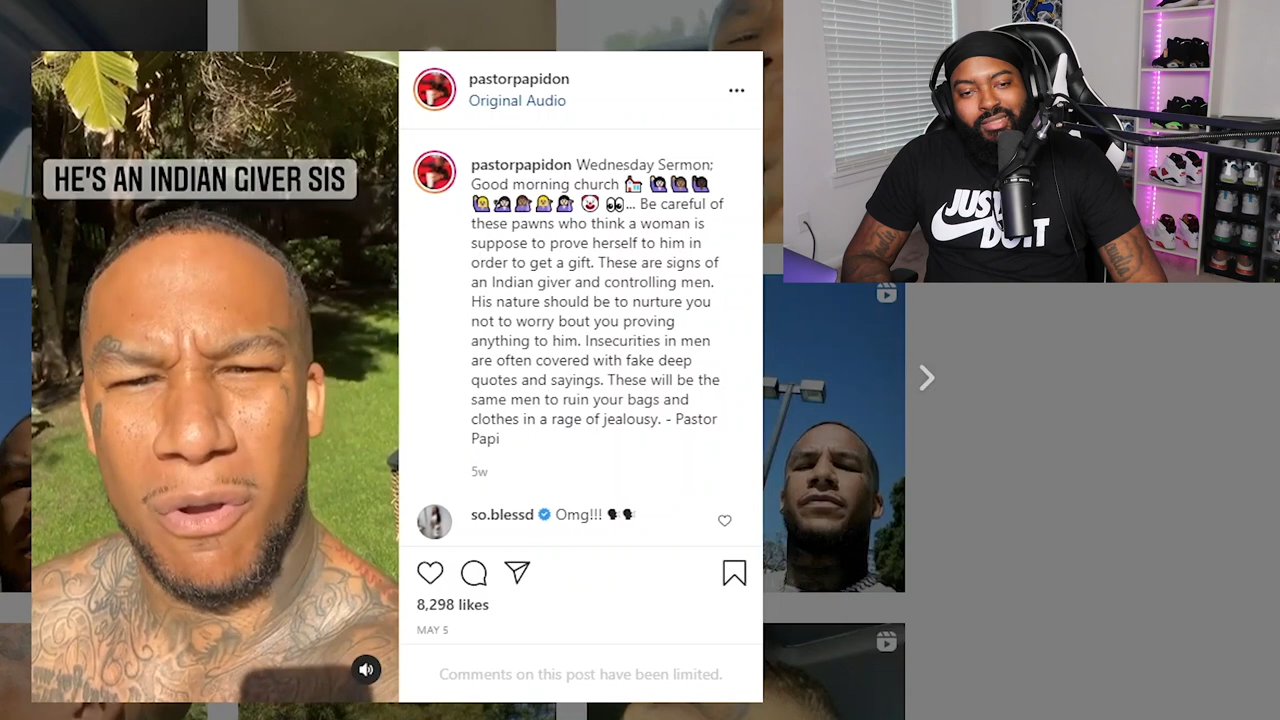 HE'S AN INDIAN GIVER SIS
pastorpapidon
Original Audio
pastorpapidon Wednesday Sermon;
Good morning church 🏠 🙋🏻‍♀️ 🙋🏽‍♀️ 🙋🏿‍♀️
🙋‍♀️ 🤷🏻‍♀️ 🤷🏽‍♀️ 🤷‍♀️ 🤷🏼‍♀️ 🤡 👀... Be careful of
these pawns who think a woman is
suppose to prove herself to him in
order to get a gift. These are signs of
an Indian giver and controlling men.
His nature should be to nurture you
not to worry bout you proving
anything to him. Insecurities in men
are often covered with fake deep
quotes and sayings. These will be the
same men to ruin your bags and
clothes in a rage of jealousy. - Pastor
Papi
5w
so.blessd Omg!!! 🗣🗣
8,298 likes
MAY 5
Comments on this post have been limited.
JUST
DO IT